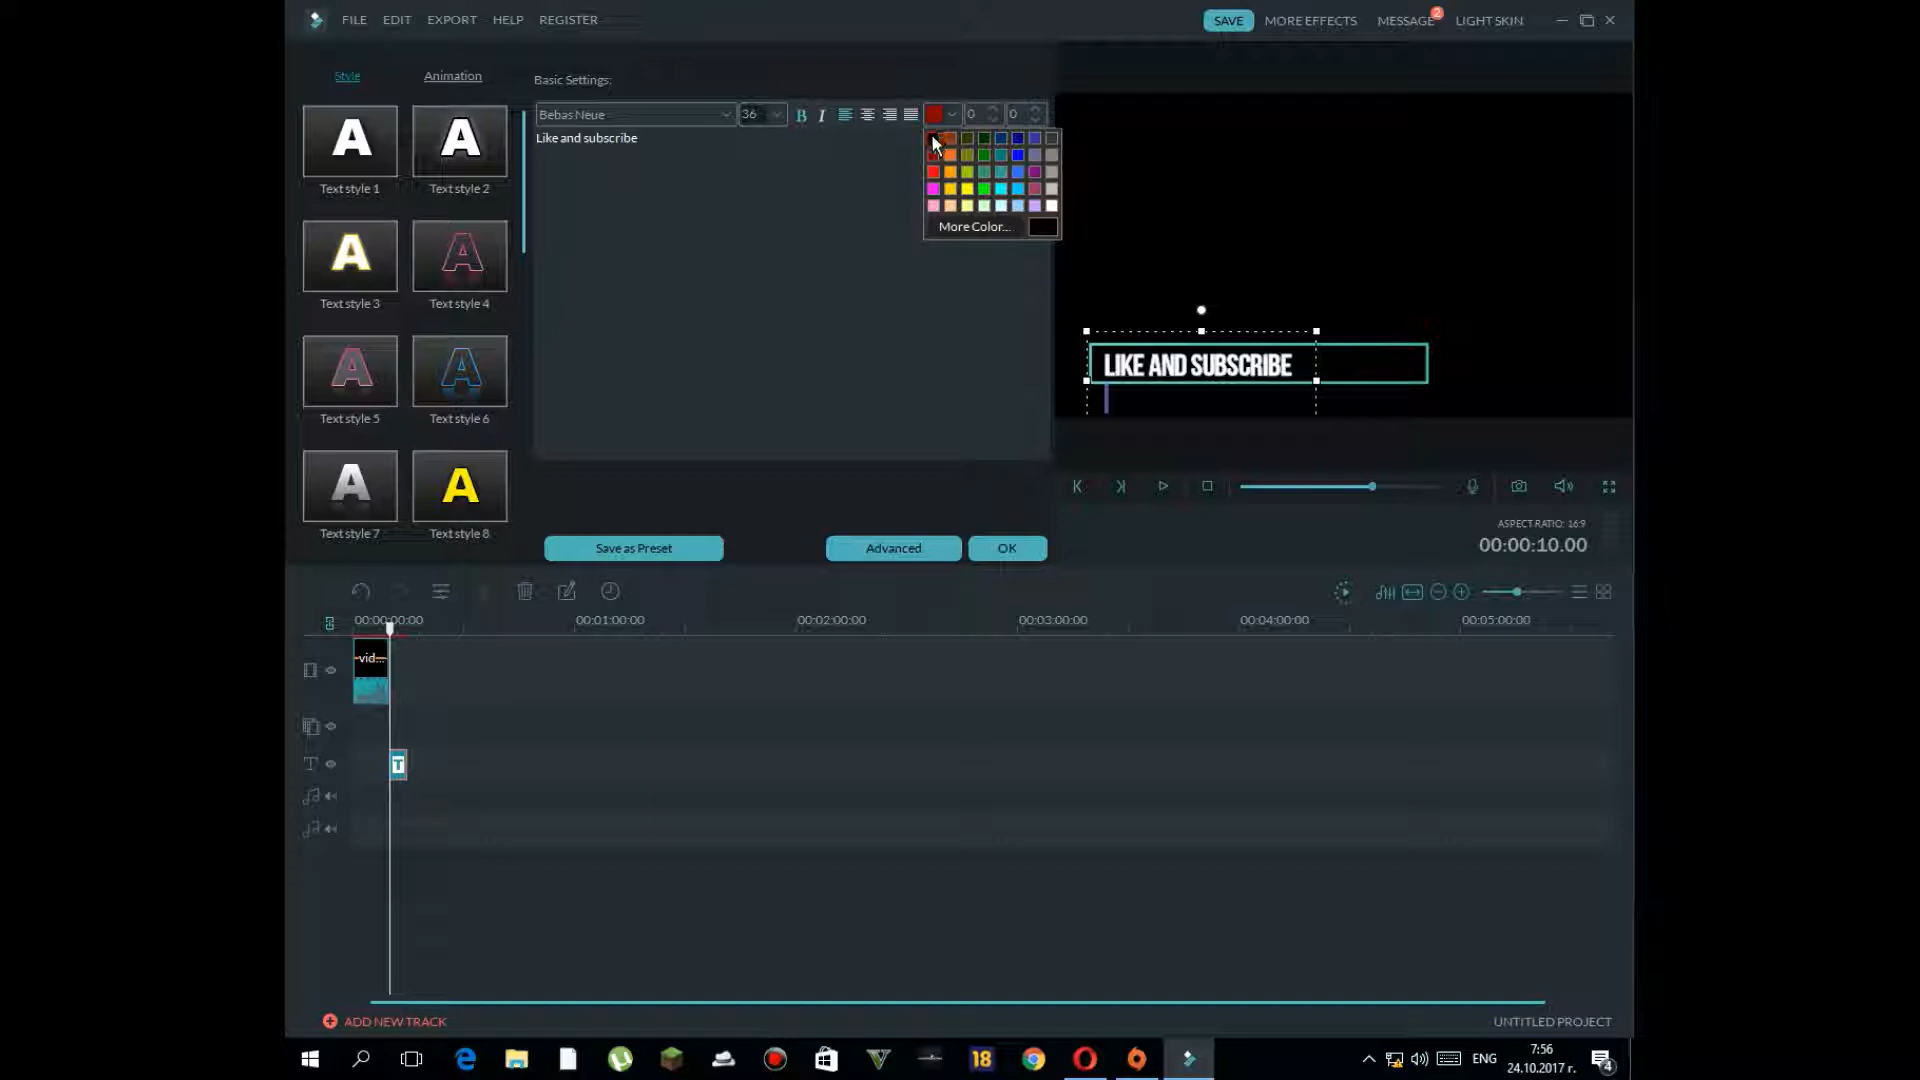 FILE EDIT EXPORT HELP REGISTER
SAVE MORE EFFECTS MESSAGE 2 LIGHT SKIN
Style Animation
Basic Settings:
Bebas Neue 36 B I 0 0
Like and subscribe
A A
Text style 1 Text style 2
A A
Text style 3 Text style 4
A A
Text style 5 Text style 6
A A
Text style 7 Text style 8
More Color...
LIKE AND SUBSCRIBE
ASPECT RATIO: 16:9
00:00:10.00
Save as Preset Advanced OK
00:00:00:00 00:01:00:00 00:02:00:00 00:03:00:00 00:04:00:00 00:05:00:00
vid...
T
T
ADD NEW TRACK UNTITLED PROJECT
18
ENG
7:56
24.10.2017 г.
4